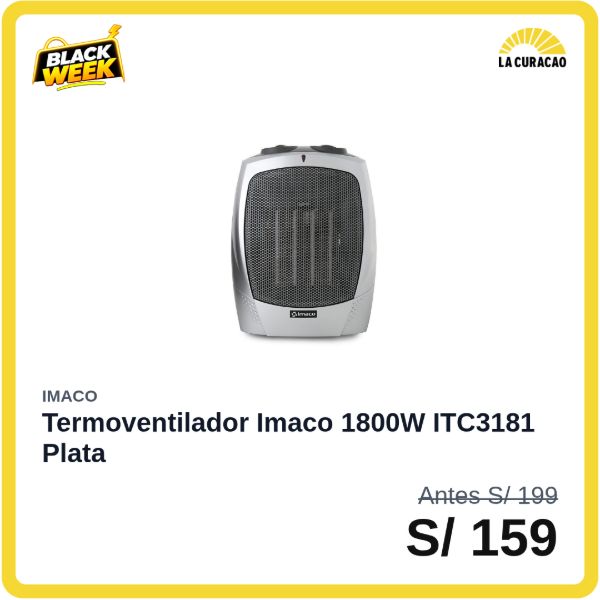 BLACK
WEEK
LA CURACAO
imaco
IMACO
Termoventilador Imaco 1800W ITC3181
Plata
Antes S/ 199
S/ 159